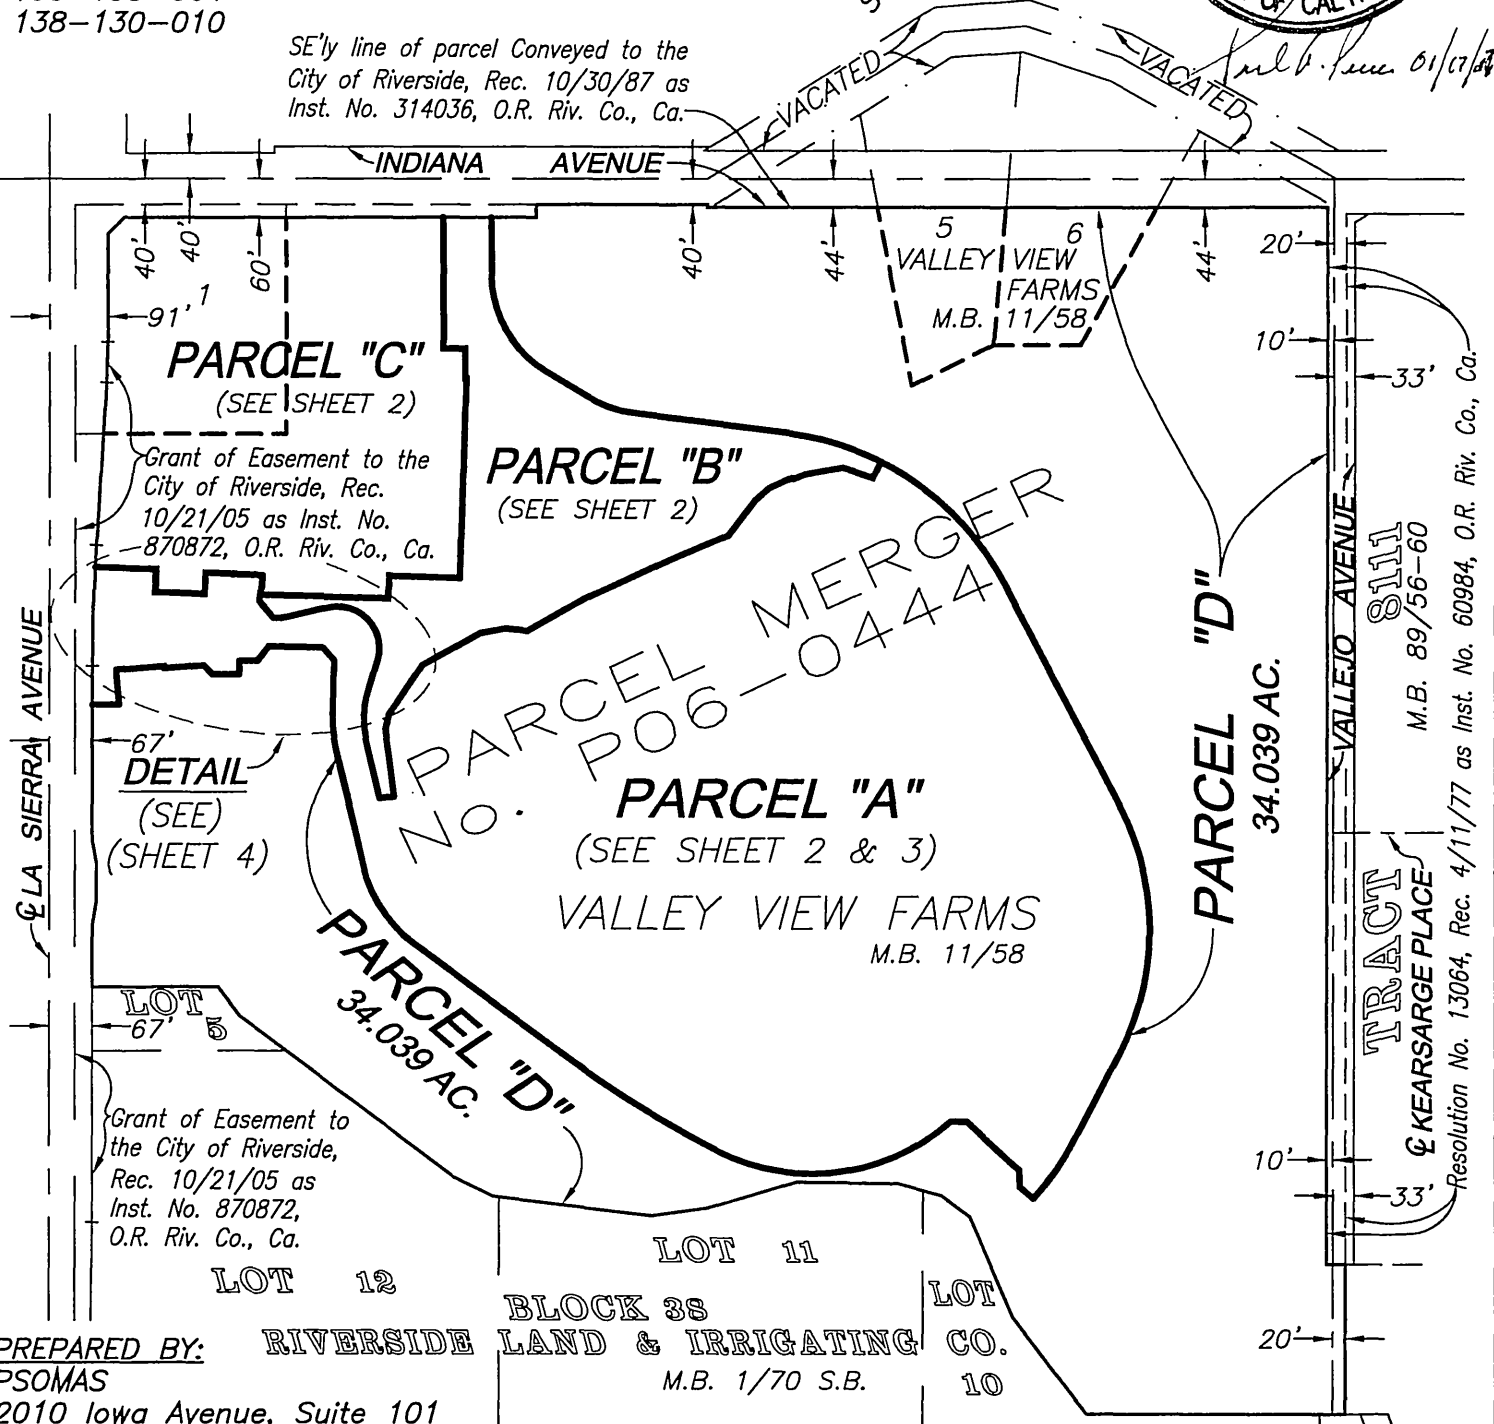 138-130-010
OF CAL
01/17/
SE'ly line of parcel Conveyed to the
City of Riverside, Rec. 10/30/87 as
Inst. No. 314036, O.R. Riv. Co., Ca.
VACATED
VACATED
INDIANA AVENUE
40'
40'
60'
40'
44'
44'
5
6
VALLEY VIEW
FARMS
M.B. 11/58
20'
10'
33'
1
91'
PARCEL "C"
(SEE SHEET 2)
Grant of Easement to the
City of Riverside, Rec.
10/21/05 as Inst. No.
870872, O.R. Riv. Co., Ca.
PARCEL "B"
(SEE SHEET 2)
PARCEL MERGER
No. P06-0444
PARCEL "D"
34.039 AC.
VALLEJO AVENUE
8111
M.B. 89/56-60
TRACT
Resolution No. 13064, Rec. 4/11/77 as Inst. No. 60984, O.R. Riv. Co., Ca.
℄ KEARSARGE PLACE
℄ LA SIERRA AVENUE
67'
DETAIL
(SEE)
(SHEET 4)
PARCEL "A"
(SEE SHEET 2 & 3)
VALLEY VIEW FARMS
M.B. 11/58
PARCEL "D"
34.039 AC.
LOT 5
67'
Grant of Easement to
the City of Riverside,
Rec. 10/21/05 as
Inst. No. 870872,
O.R. Riv. Co., Ca.
10'
33'
LOT 12
LOT 11
LOT
10
BLOCK 38
RIVERSIDE LAND & IRRIGATING CO.
M.B. 1/70 S.B.
20'
PREPARED BY:
PSOMAS
2010 Iowa Avenue, Suite 101